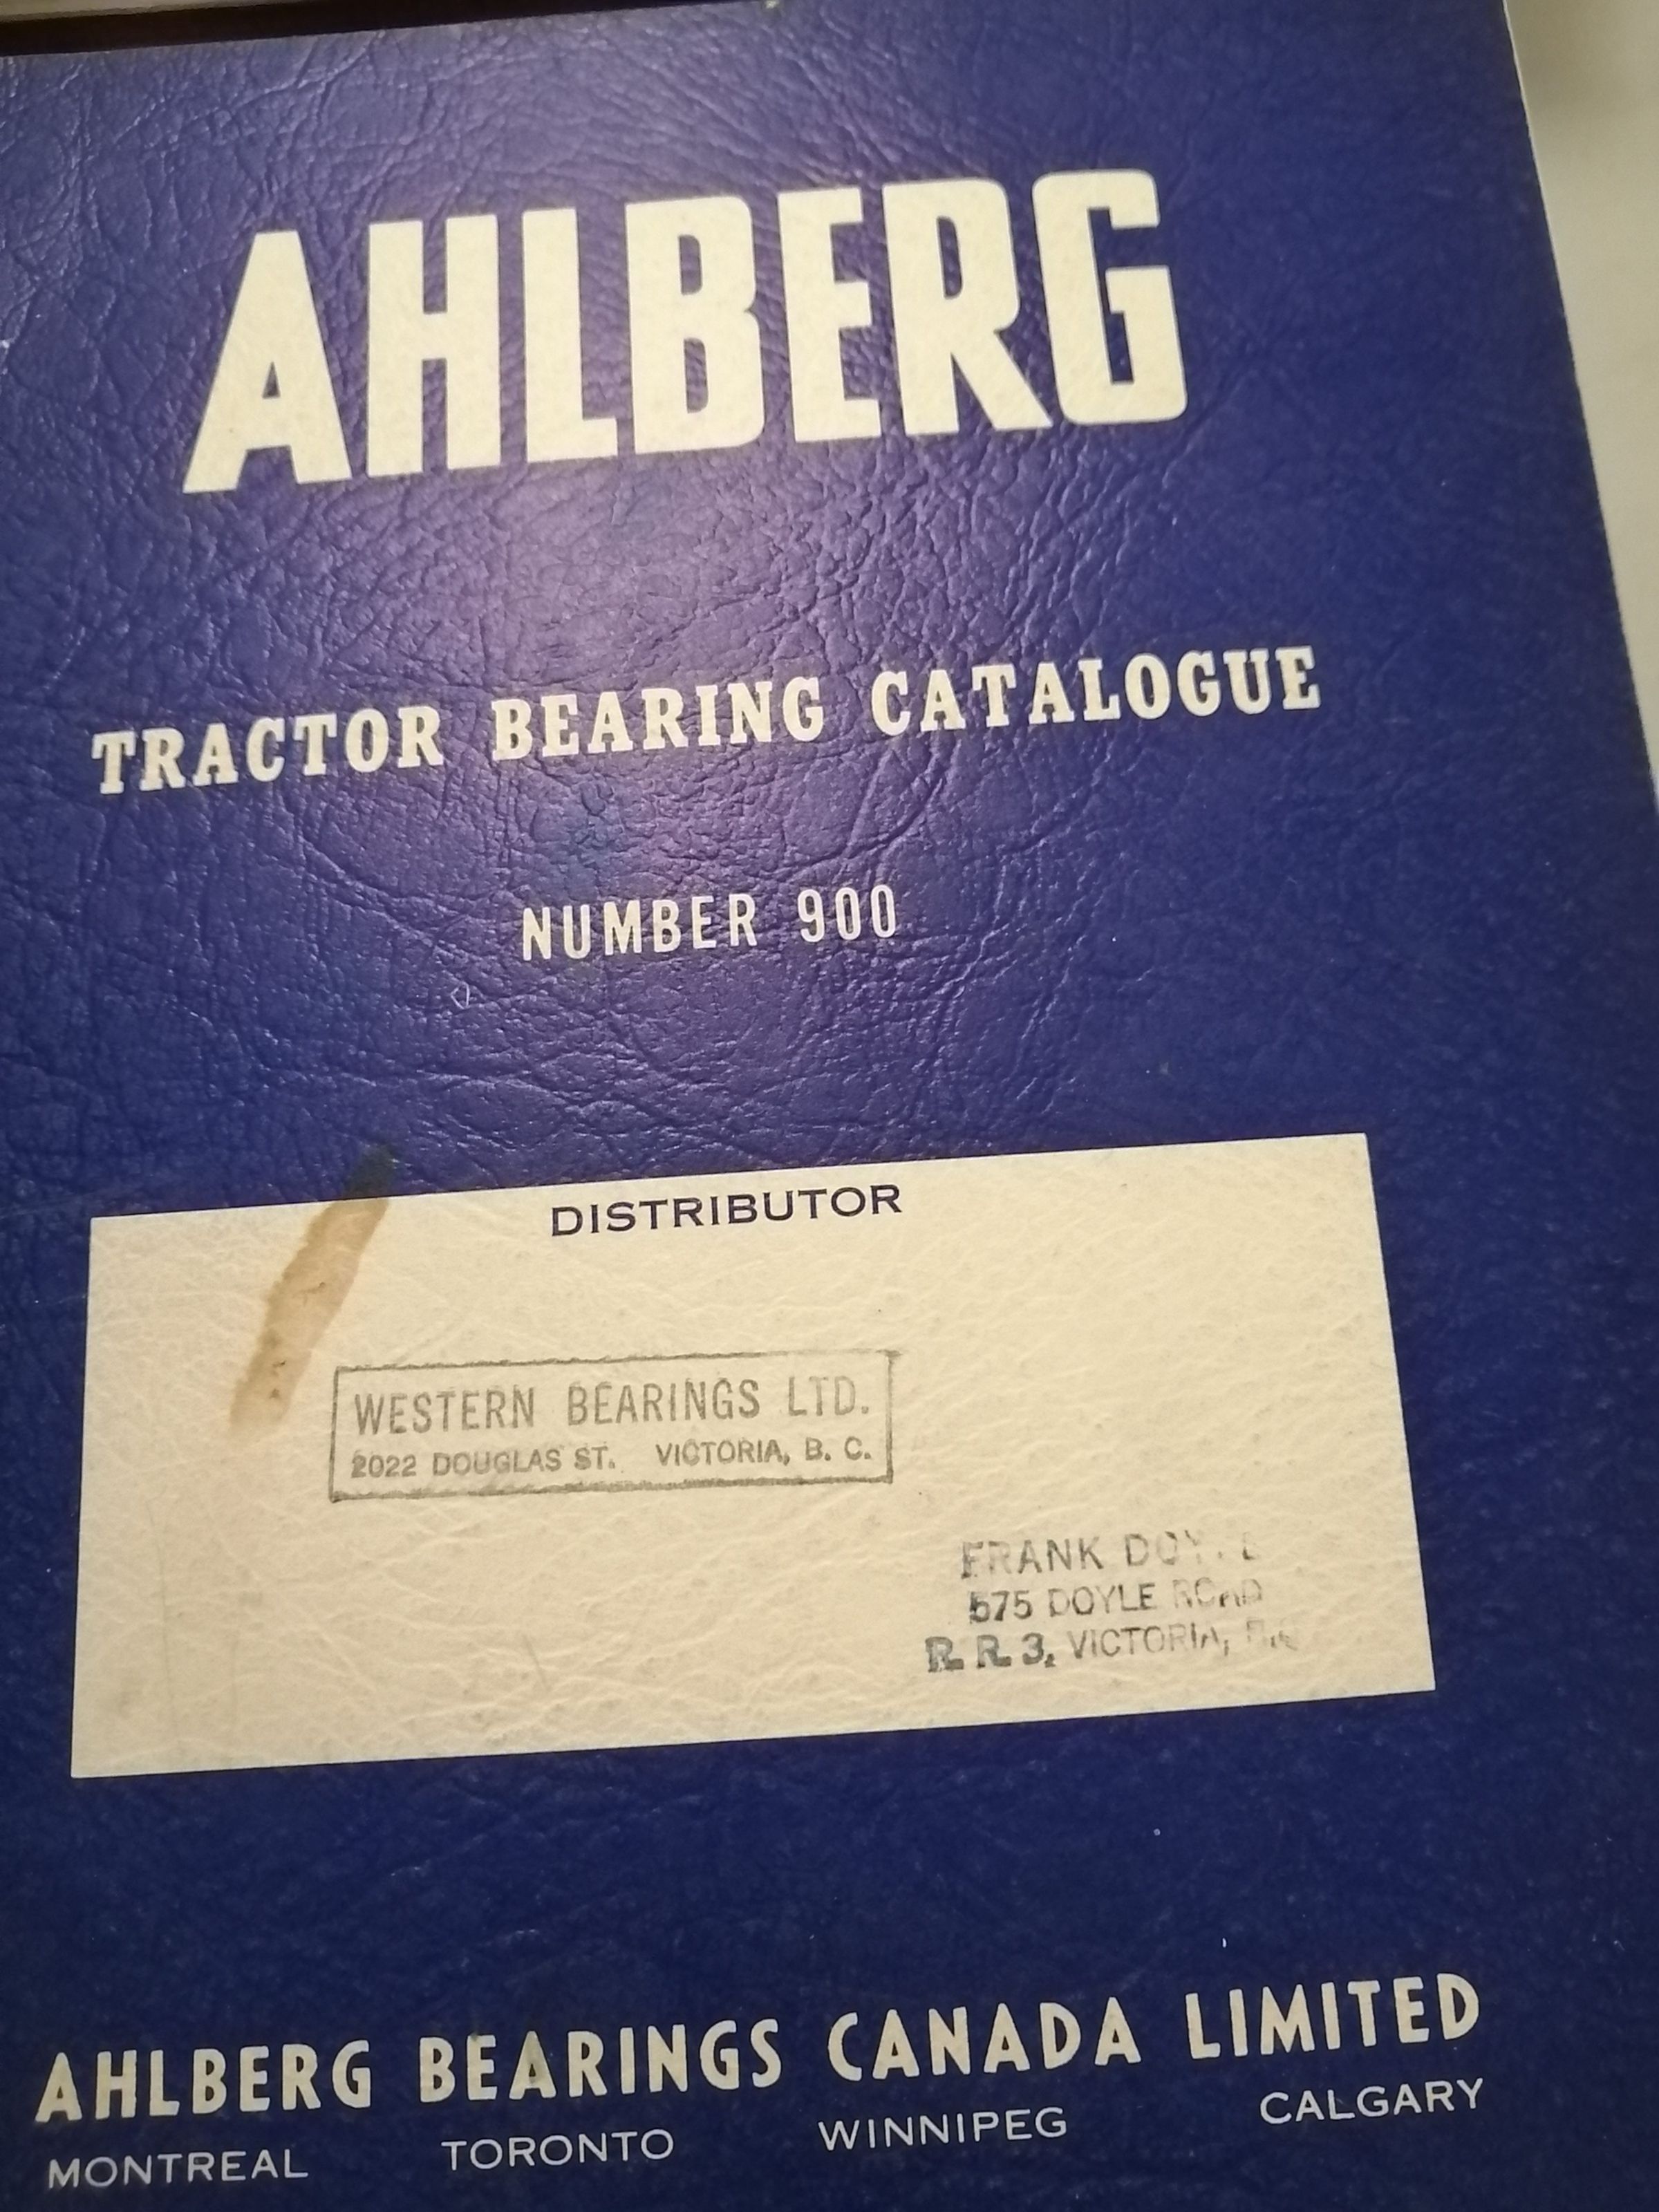 AHLBERG
TRACTOR BEARING CATALOGUE
NUMBER 900
DISTRIBUTOR
WESTERN BEARINGS LTD.
2022 DOUGLAS ST. VICTORIA, B. C.
FRANK
575 DOYLE ROAD
R. R. 3, VICTORIA,
AHLBERG BEARINGS CANADA LIMITED
MONTREAL TORONTO WINNIPEG CALGARY